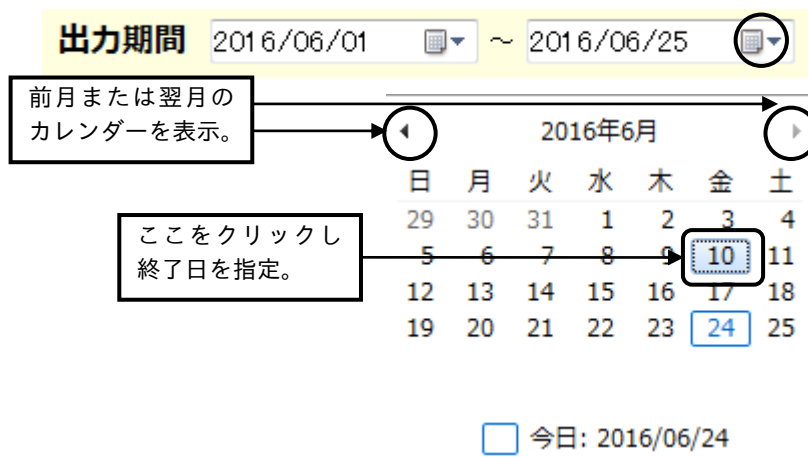 出力期間 2016/06/01 ～ 2016/06/25
前月または翌月の
カレンダーを表示。
2016年6月
日 月 火 水 木 金 土
29 30 31 1 2 3 4
ここをクリックし
終了日を指定。
5 6 7 8 9 10 11
12 13 14 15 16 17 18
19 20 21 22 23 24 25
今日: 2016/06/24